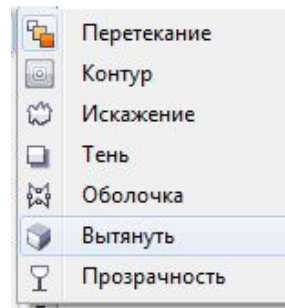 Перетекание
Контур
Искажение
Тень
Оболочка
Вытянуть
Прозрачность